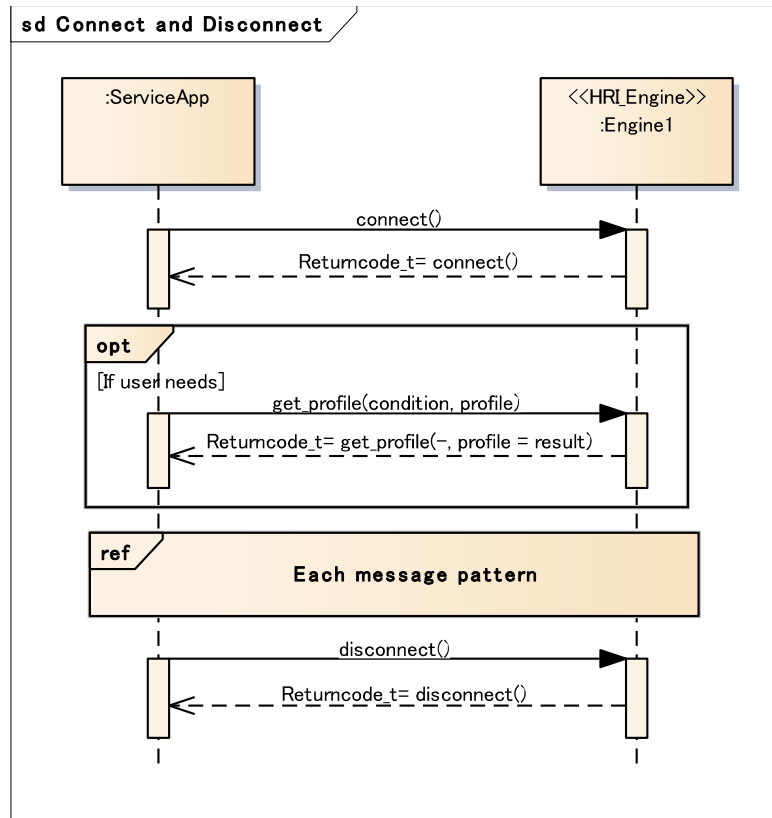 sd Connect and Disconnect
:ServiceApp
<<HRI_Engine>>
:Engine1
connect()
Returncode_t= connect()
opt
[If user needs]
get_profile(condition, profile)
Returncode_t= get_profile(-, profile = result)
ref
Each message pattern
disconnect()
Returncode_t= disconnect()